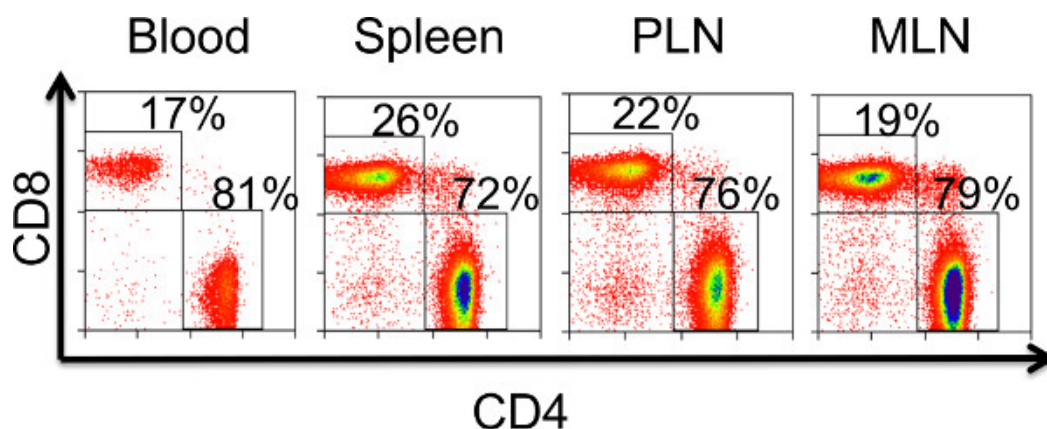 Blood Spleen PLN MLN
17% 26% 22% 19%
81% 72% 76% 79%
CD8
CD4